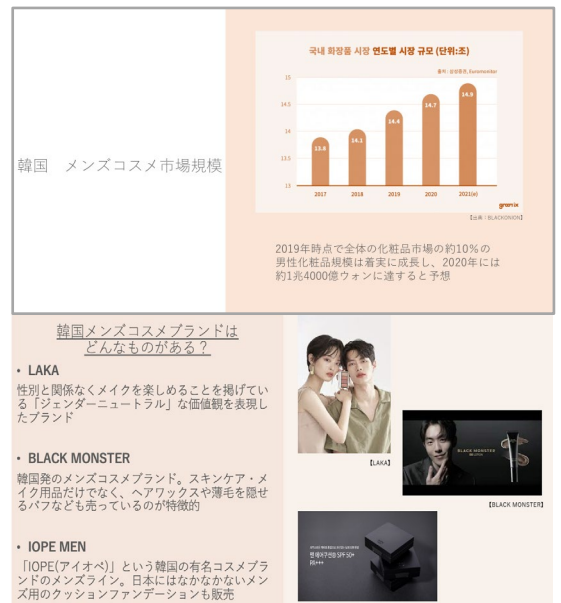 韓国　メンズコスメ市場規模
국내 화장품 시장 연도별 시장 규모 (단위:조)
출처 : 삼성증권, Euromonitor
15
14.5
14
13.5
13
13.8
14.1
14.4
14.7
14.9
2017
2018
2019
2020
2021(e)
【出典：BLACKONION】
2019年時点で全体の化粧品市場の約10％の
男性化粧品規模は着実に成長し、2020年には
約1兆4000億ウォンに達すると予想
韓国メンズコスメブランドは
どんなものがある？
• LAKA
性別と関係なくメイクを楽しめることを掲げてい
る「ジェンダーニュートラル」な価値観を表現し
たブランド
• BLACK MONSTER
韓国発のメンズコスメブランド。スキンケア・メ
イク用品だけでなく、ヘアワックスや薄毛を隠せ
るパフなども売っているのが特徴的
• IOPE MEN
「IOPE(アイオペ)」という韓国の有名コスメブラ
ンドのメンズライン。日本にはなかなかないメン
ズ用のクッションファンデーションも販売
【LAKA】
BLACK MONSTER
【BLACK MONSTER】
맨 에어쿠션® SPF 50+
PA+++